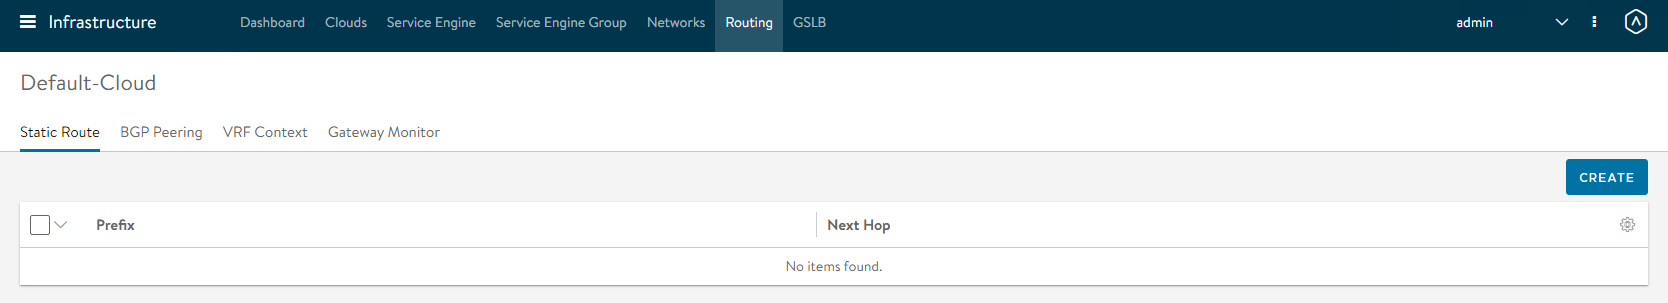 Infrastructure Dashboard Clouds Service Engine Service Engine Group Networks Routing GSLB admin
Default-Cloud
Static Route BGP Peering VRF Context Gateway Monitor
CREATE
Prefix Next Hop
No items found.